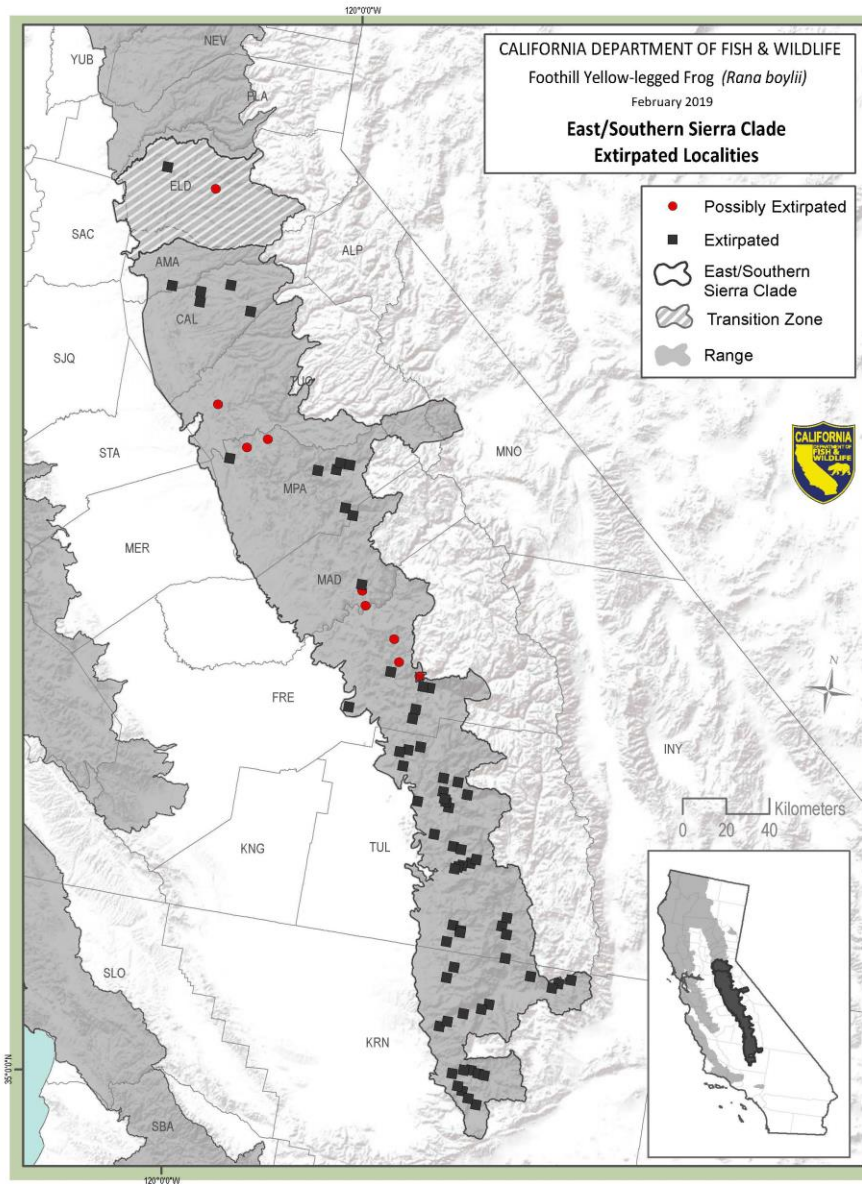 120°0'0"W
CALIFORNIA DEPARTMENT OF FISH & WILDLIFE
Foothill Yellow-legged Frog (Rana boylii)
February 2019
East/Southern Sierra Clade
Extirpated Localities
Possibly Extirpated
Extirpated
East/Southern
Sierra Clade
Transition Zone
Range
NEV
YUB
PLA
ELD
SAC
ALP
AMA
CAL
SJQ
TUO
STA
MNO
CALIFORNIA
DEPARTMENT OF
FISH &
WILDLIFE
MPA
MER
MAD
FRE
N
INY
Kilometers
0 20 40
KNG
TUL
SLO
KRN
35°0'0"N
SBA
120°0'0"W